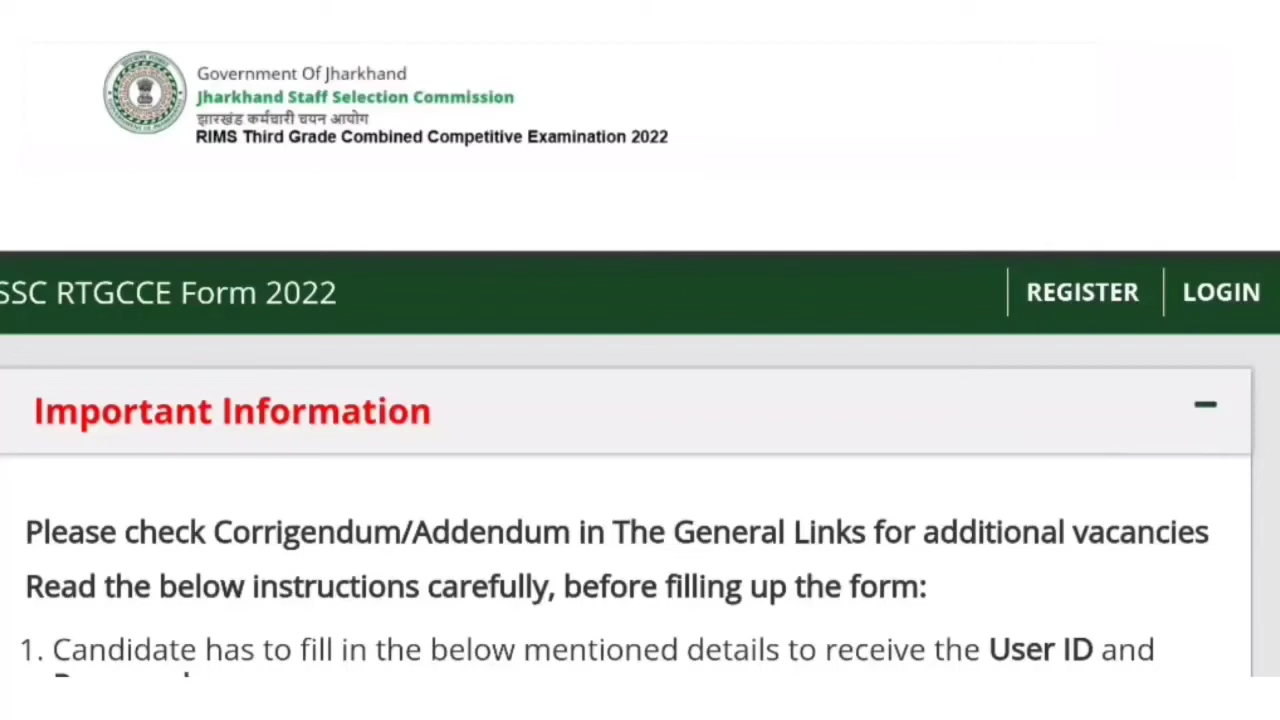 Government Of Jharkhand
Jharkhand Staff Selection Commission
झारखंड कर्मचारी चयन आयोग
RIMS Third Grade Combined Competitive Examination 2022
SSC RTGCCE Form 2022
REGISTER
LOGIN
Important Information
Please check Corrigendum/Addendum in The General Links for additional vacancies
Read the below instructions carefully, before filling up the form:
1. Candidate has to fill in the below mentioned details to receive the User ID and